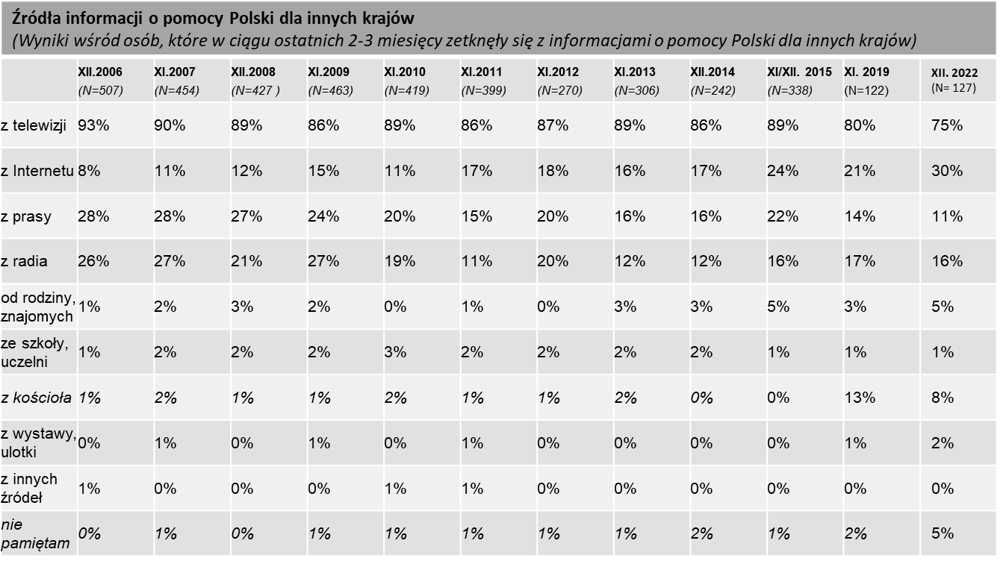 Źródła informacji o pomocy Polski dla innych krajów
(Wyniki wśród osób, które w ciągu ostatnich 2-3 miesięcy zetknęły się z informacjami o pomocy Polski dla innych krajów)
XII.2006 XI.2007 XII.2008 XI.2009 XI.2010 XI.2011 XI.2012 XI.2013 XII.2014 XI/XII. 2015 XI. 2019 XII. 2022
(N=507) (N=454) (N=427 ) (N=463) (N=419) (N=399) (N=270) (N=306) (N=242) (N=338) (N=122) (N= 127)
z telewizji 93% 90% 89% 86% 89% 86% 87% 89% 86% 89% 80% 75%
z Internetu 8% 11% 12% 15% 11% 17% 18% 16% 17% 24% 21% 30%
z prasy 28% 28% 27% 24% 20% 15% 20% 16% 16% 22% 14% 11%
z radia 26% 27% 21% 27% 19% 11% 20% 12% 12% 16% 17% 16%
od rodziny,
znajomych 1% 2% 3% 2% 0% 1% 0% 3% 3% 5% 3% 5%
ze szkoły,
uczelni 1% 2% 2% 2% 3% 2% 2% 2% 2% 1% 1% 1%
z kościoła 1% 2% 1% 1% 2% 1% 1% 2% 0% 0% 13% 8%
z wystawy,
ulotki 0% 1% 0% 1% 0% 1% 0% 0% 0% 0% 1% 2%
z innych
źródeł 1% 0% 0% 0% 1% 1% 0% 0% 0% 0% 0% 0%
nie
pamiętam 0% 1% 0% 1% 1% 1% 1% 1% 2% 1% 2% 5%